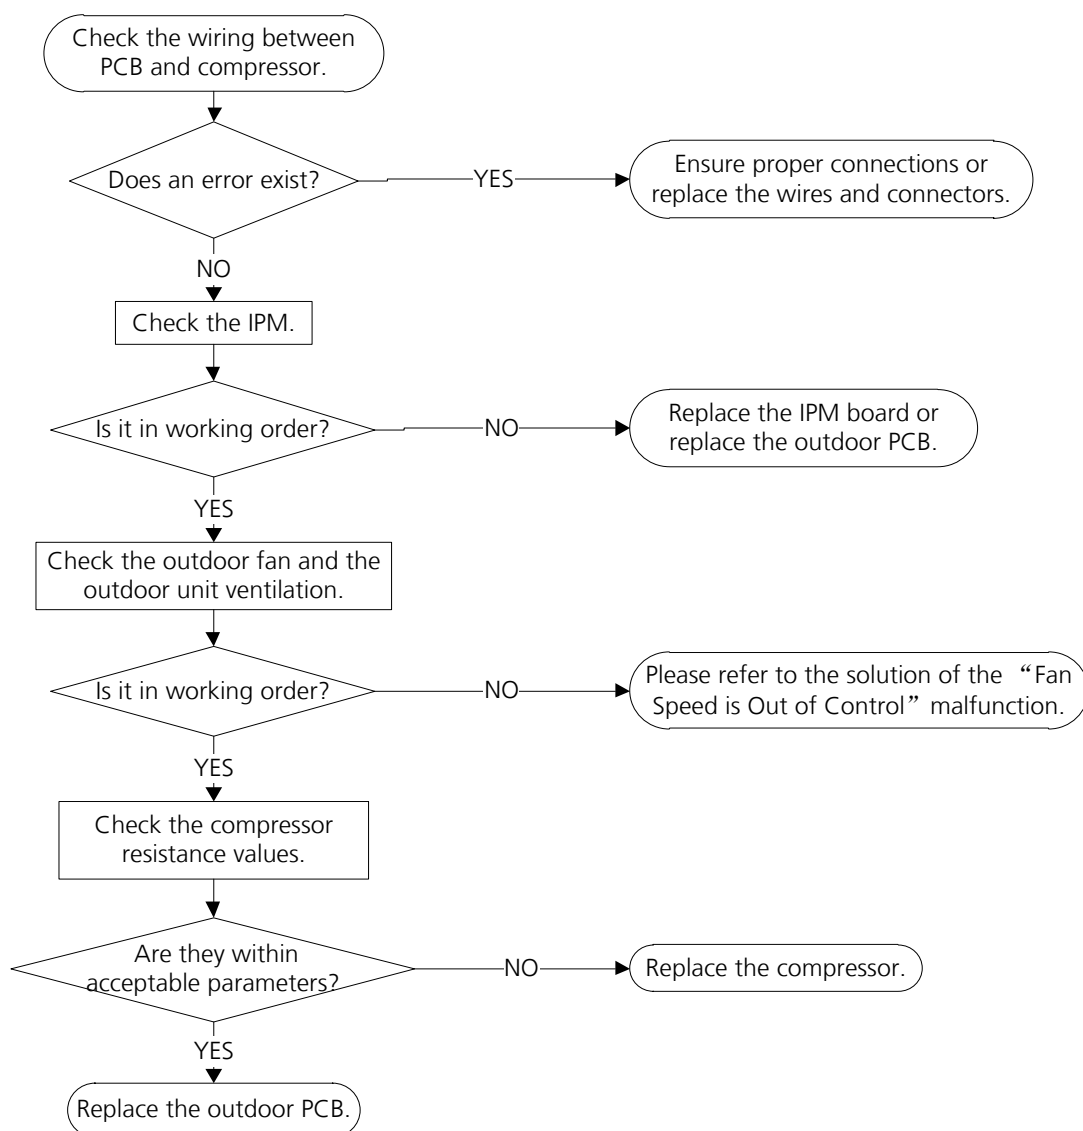 Check the wiring between
PCB and compressor.
Does an error exist?
YES
Ensure proper connections or
replace the wires and connectors.
NO
Check the IPM.
Is it in working order?
NO
Replace the IPM board or
replace the outdoor PCB.
YES
Check the outdoor fan and the
outdoor unit ventilation.
Is it in working order?
NO
Please refer to the solution of the “Fan
Speed is Out of Control” malfunction.
YES
Check the compressor
resistance values.
Are they within
acceptable parameters?
NO
Replace the compressor.
YES
Replace the outdoor PCB.